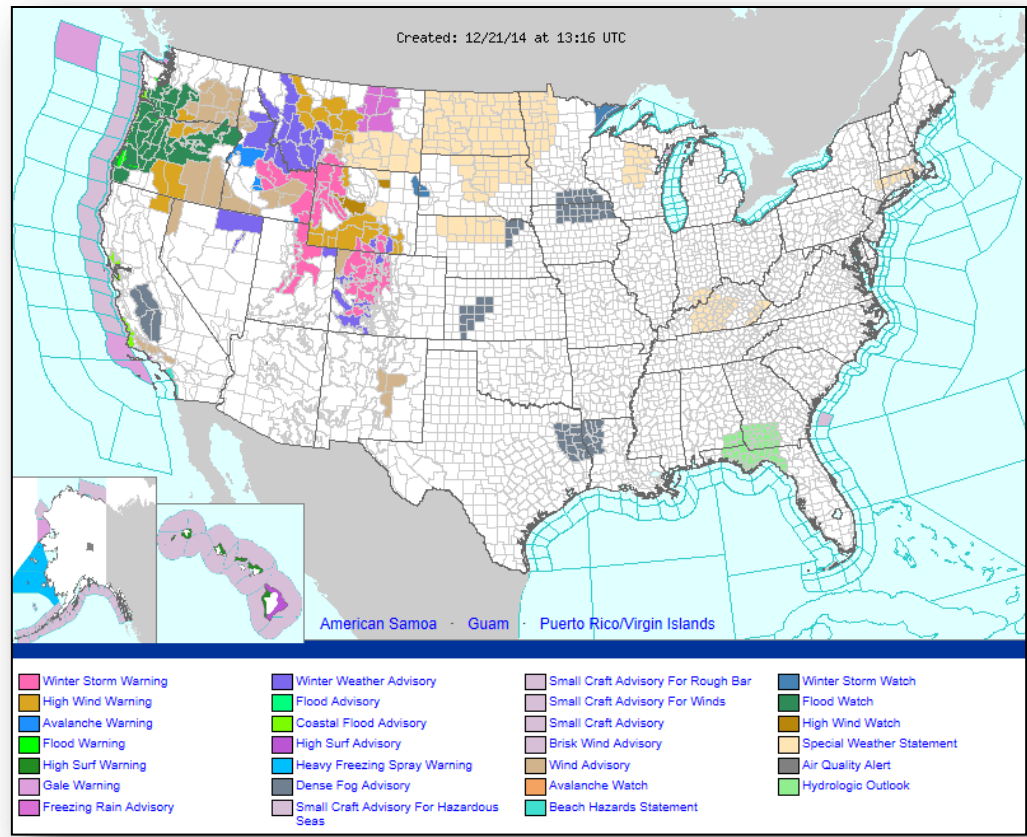 Created: 12/21/14 at 13:16 UTC
American Samoa · Guam · Puerto Rico/Virgin Islands
Winter Storm Warning
High Wind Warning
Avalanche Warning
Flood Warning
High Surf Warning
Gale Warning
Freezing Rain Advisory
Winter Weather Advisory
Flood Advisory
Coastal Flood Advisory
High Surf Advisory
Heavy Freezing Spray Warning
Dense Fog Advisory
Small Craft Advisory For Hazardous
Seas
Small Craft Advisory For Rough Bar
Small Craft Advisory For Winds
Small Craft Advisory
Brisk Wind Advisory
Wind Advisory
Avalanche Watch
Beach Hazards Statement
Winter Storm Watch
Flood Watch
High Wind Watch
Special Weather Statement
Air Quality Alert
Hydrologic Outlook